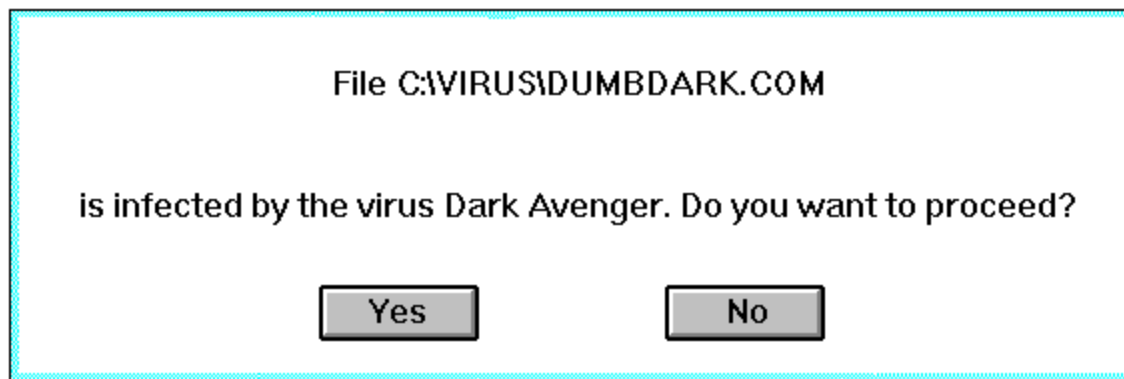 File C:\VIRUS\DUMBDARK.COM
is infected by the virus Dark Avenger. Do you want to proceed?
Yes No